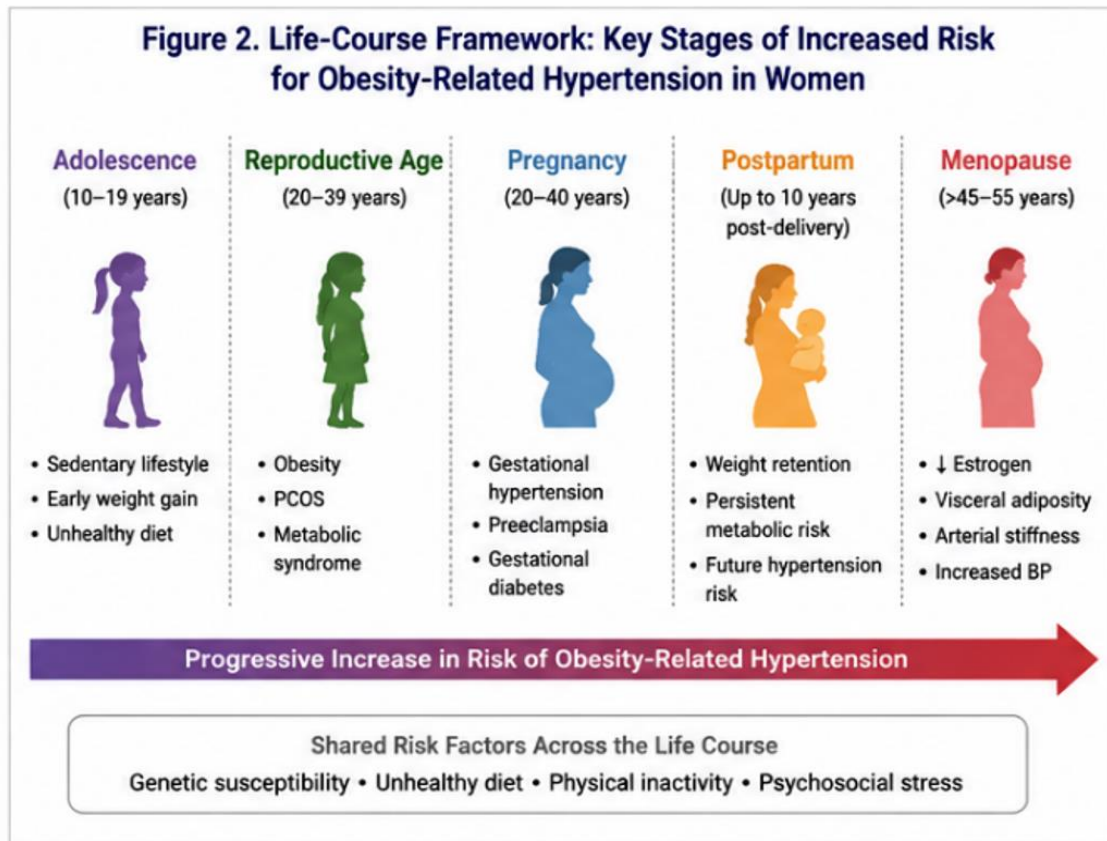 Figure 2. Life-Course Framework: Key Stages of Increased Risk
for Obesity-Related Hypertension in Women
Adolescence
(10–19 years)
• Sedentary lifestyle
• Early weight gain
• Unhealthy diet
Reproductive Age
(20–39 years)
• Obesity
• PCOS
• Metabolic
syndrome
Pregnancy
(20–40 years)
• Gestational
hypertension
• Preeclampsia
• Gestational
diabetes
Postpartum
(Up to 10 years
post-delivery)
• Weight retention
• Persistent
metabolic risk
• Future hypertension
risk
Menopause
(>45–55 years)
• ↓ Estrogen
• Visceral adiposity
• Arterial stiffness
• Increased BP
Progressive Increase in Risk of Obesity-Related Hypertension
Shared Risk Factors Across the Life Course
Genetic susceptibility • Unhealthy diet • Physical inactivity • Psychosocial stress